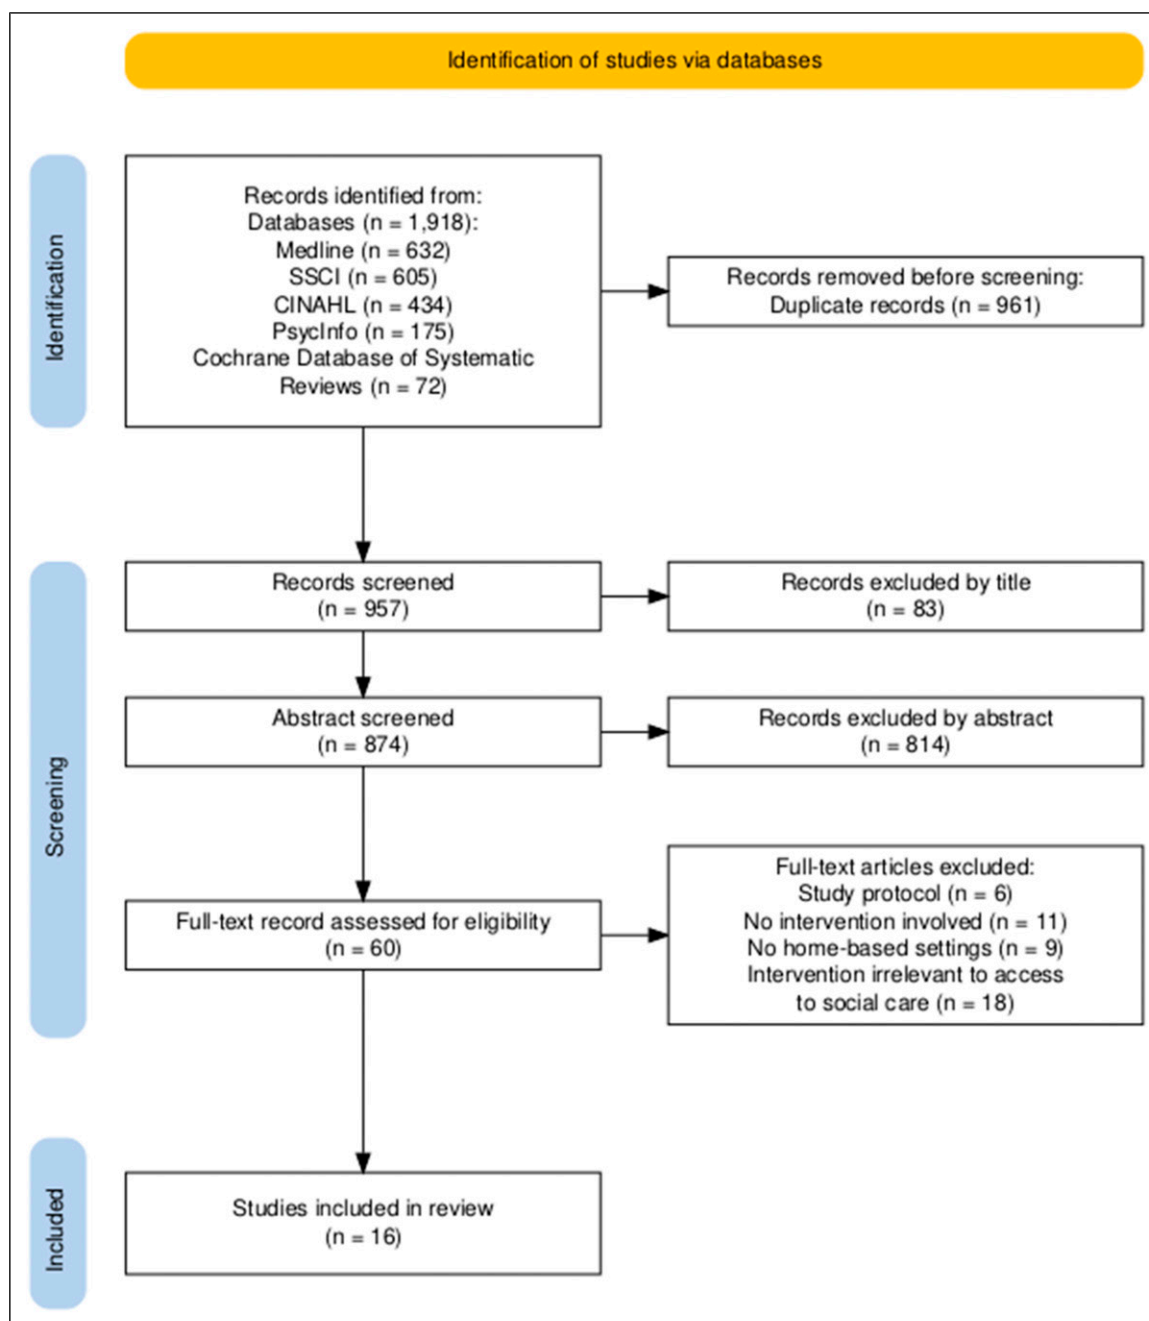 Identification of studies via databases
Identification
Records identified from:
Databases (n = 1,918):
Medline (n = 632)
SSCI (n = 605)
CINAHL (n = 434)
PsycInfo (n = 175)
Cochrane Database of Systematic
Reviews (n = 72)
Records removed before screening:
Duplicate records (n = 961)
Screening
Records screened
(n = 957)
Records excluded by title
(n = 83)
Abstract screened
(n = 874)
Records excluded by abstract
(n = 814)
Full-text record assessed for eligibility
(n = 60)
Full-text articles excluded:
Study protocol (n = 6)
No intervention involved (n = 11)
No home-based settings (n = 9)
Intervention irrelevant to access
to social care (n = 18)
Included
Studies included in review
(n = 16)